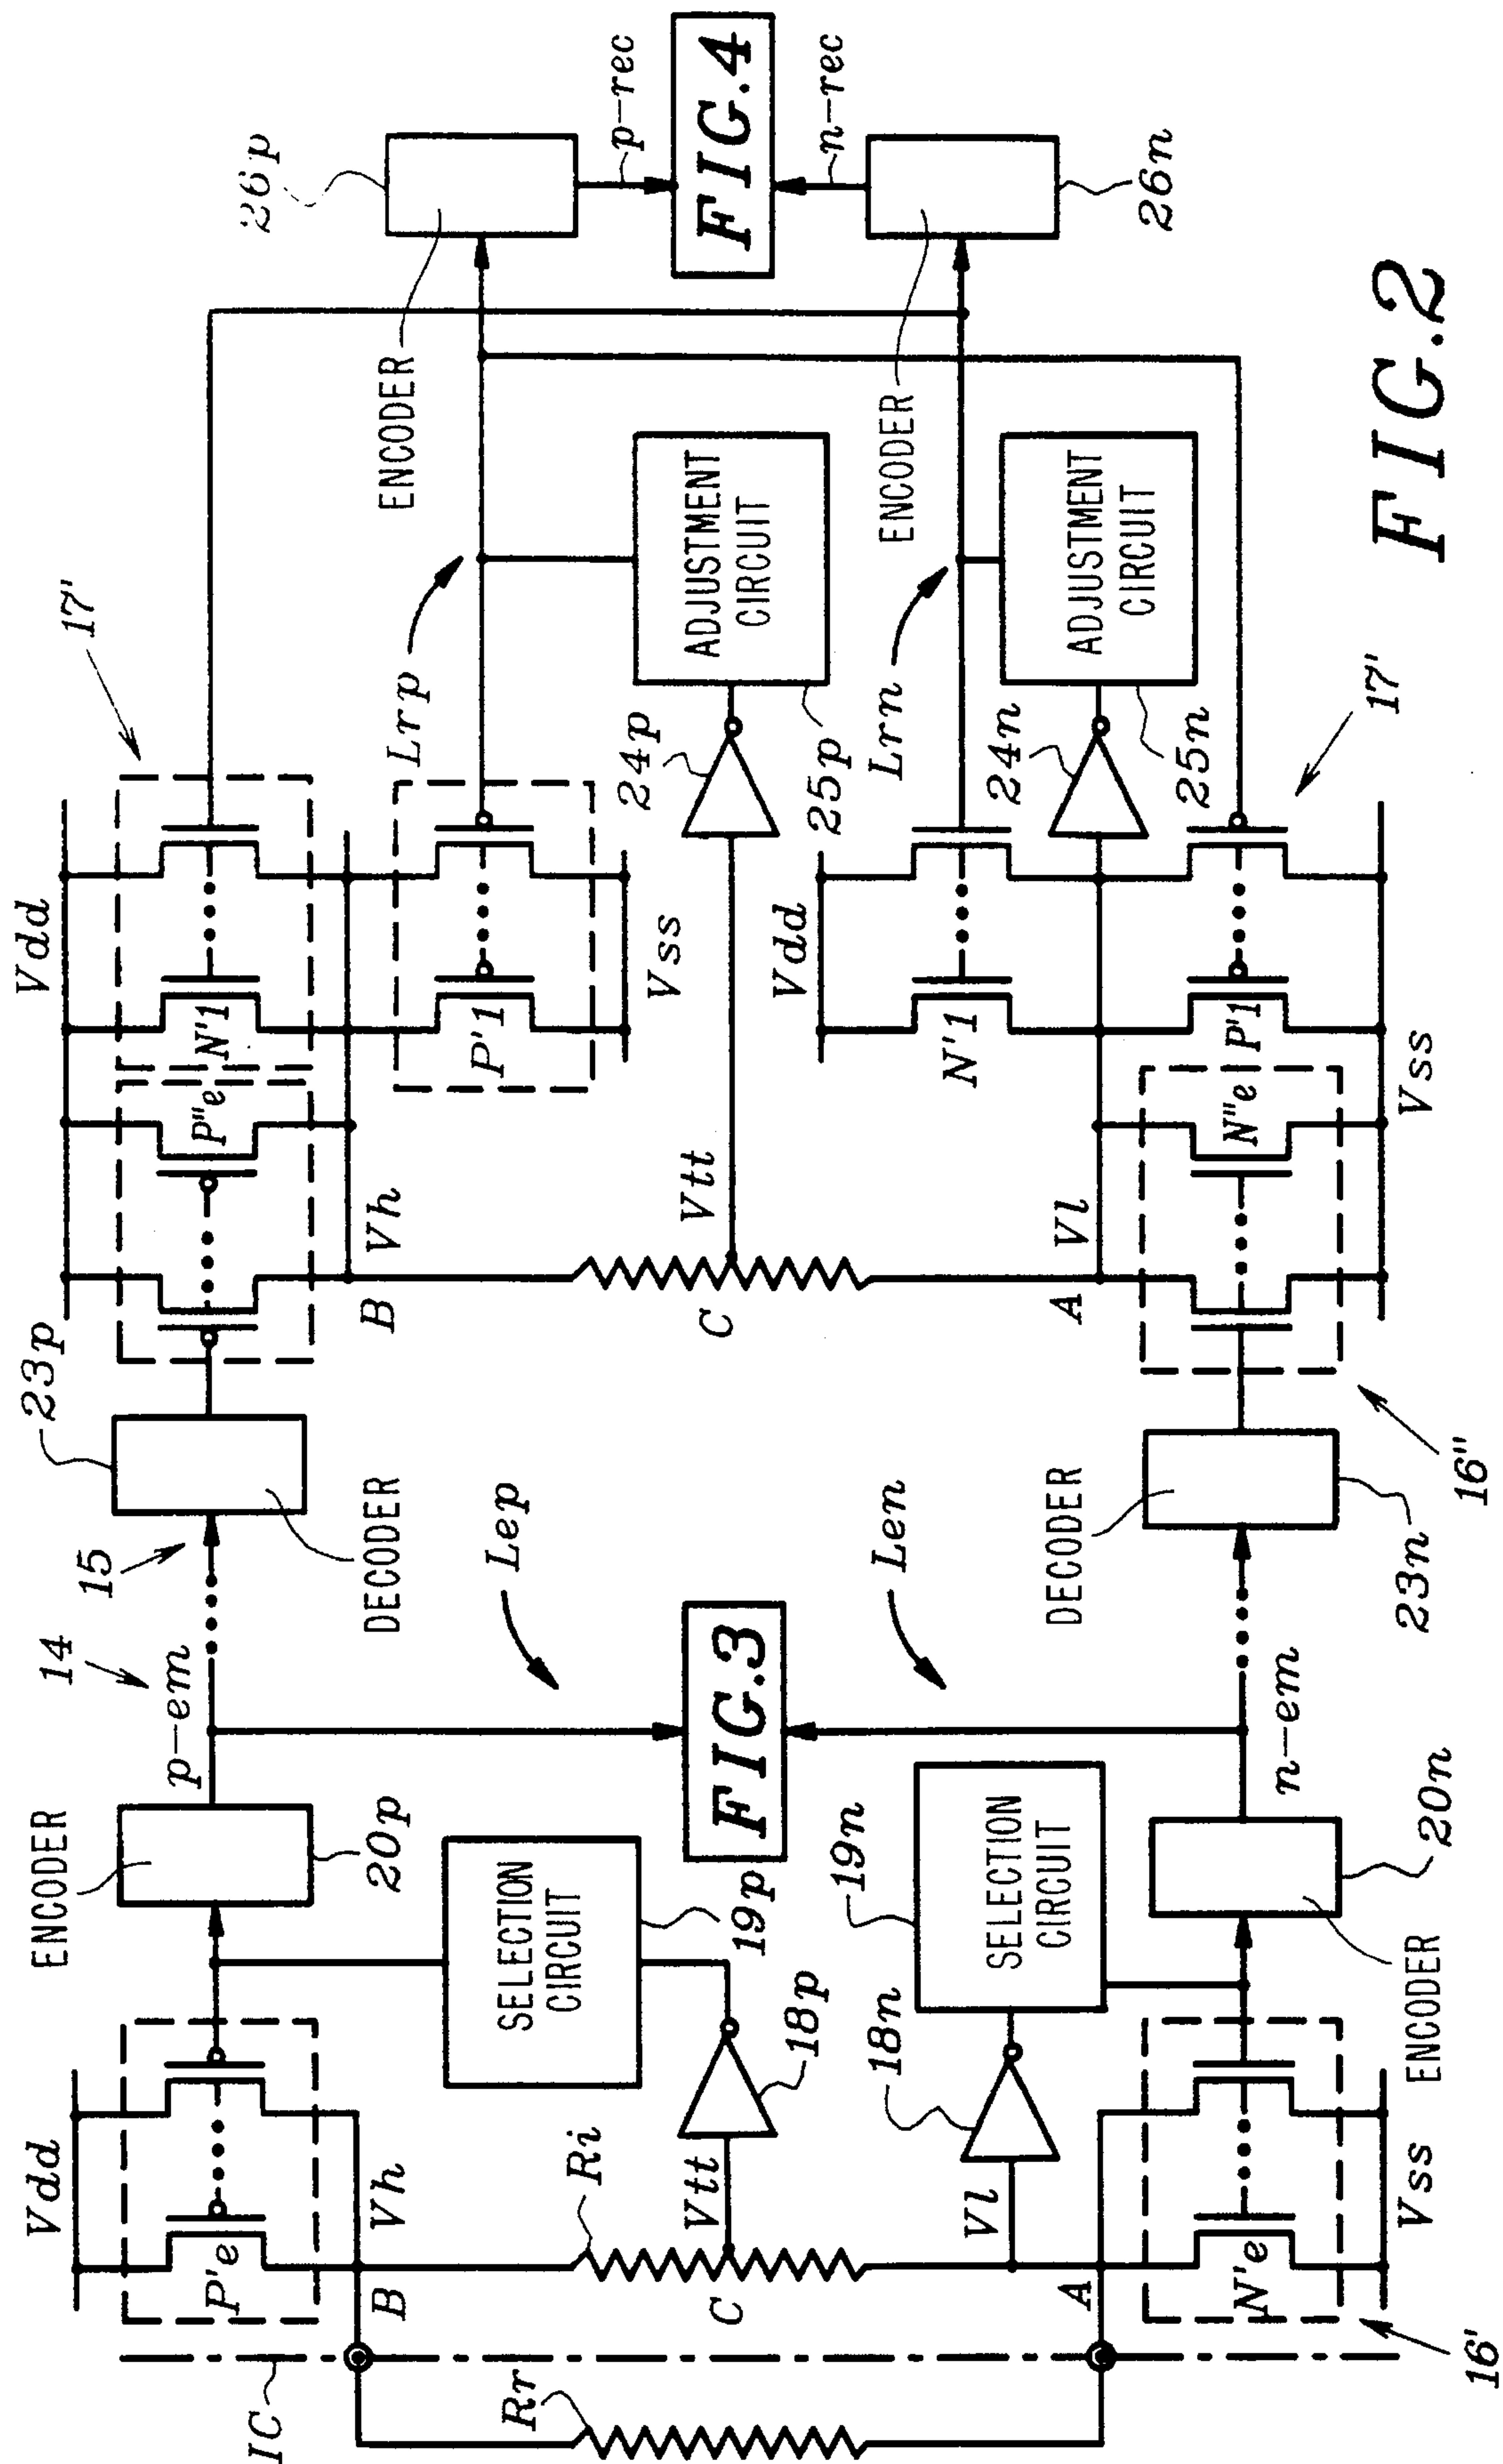 IC
Rr
Vdd
P'e
B
Vh
Ri
C
Vtt
Vl
A
N'e
Vss
16'
ENCODER
20p
SELECTION
CIRCUIT
19p
18p
18n
19n
SELECTION
CIRCUIT
ENCODER
20n
p-em
14
15
FIG.3
n-em
Lep
Len
23p
DECODER
DECODER
23n
16"
Vdd
P"e
N'1
17'
B
Vh
P'1
Vss
C
Vtt
24p
ADJUSTMENT
CIRCUIT
25p
Lrp
Vdd
N'1
Lrn
24n
ADJUSTMENT
CIRCUIT
25n
A
Vl
N"e
P'1
Vss
17'
26p
ENCODER
p-rec
FIG.4
n-rec
ENCODER
26n
FIG.2